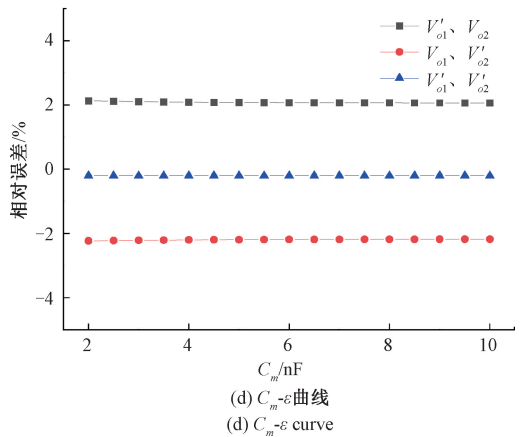 V′o1、Vo2
Vo1、V′o2
V′o1、V′o2
4
2
0
−2
−4
相对误差/%
2 4 6 8 10
Cm/nF
(d) Cm-ε曲线
(d) Cm-ε curve